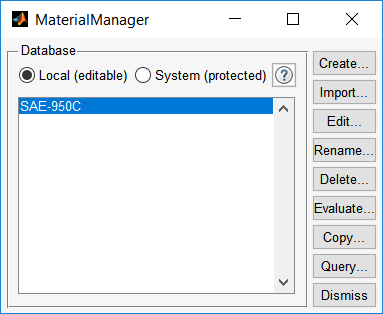 MaterialManager
Database
Local (editable)
System (protected)
?
SAE-950C
Create...
Import...
Edit...
Rename...
Delete...
Evaluate...
Copy...
Query...
Dismiss